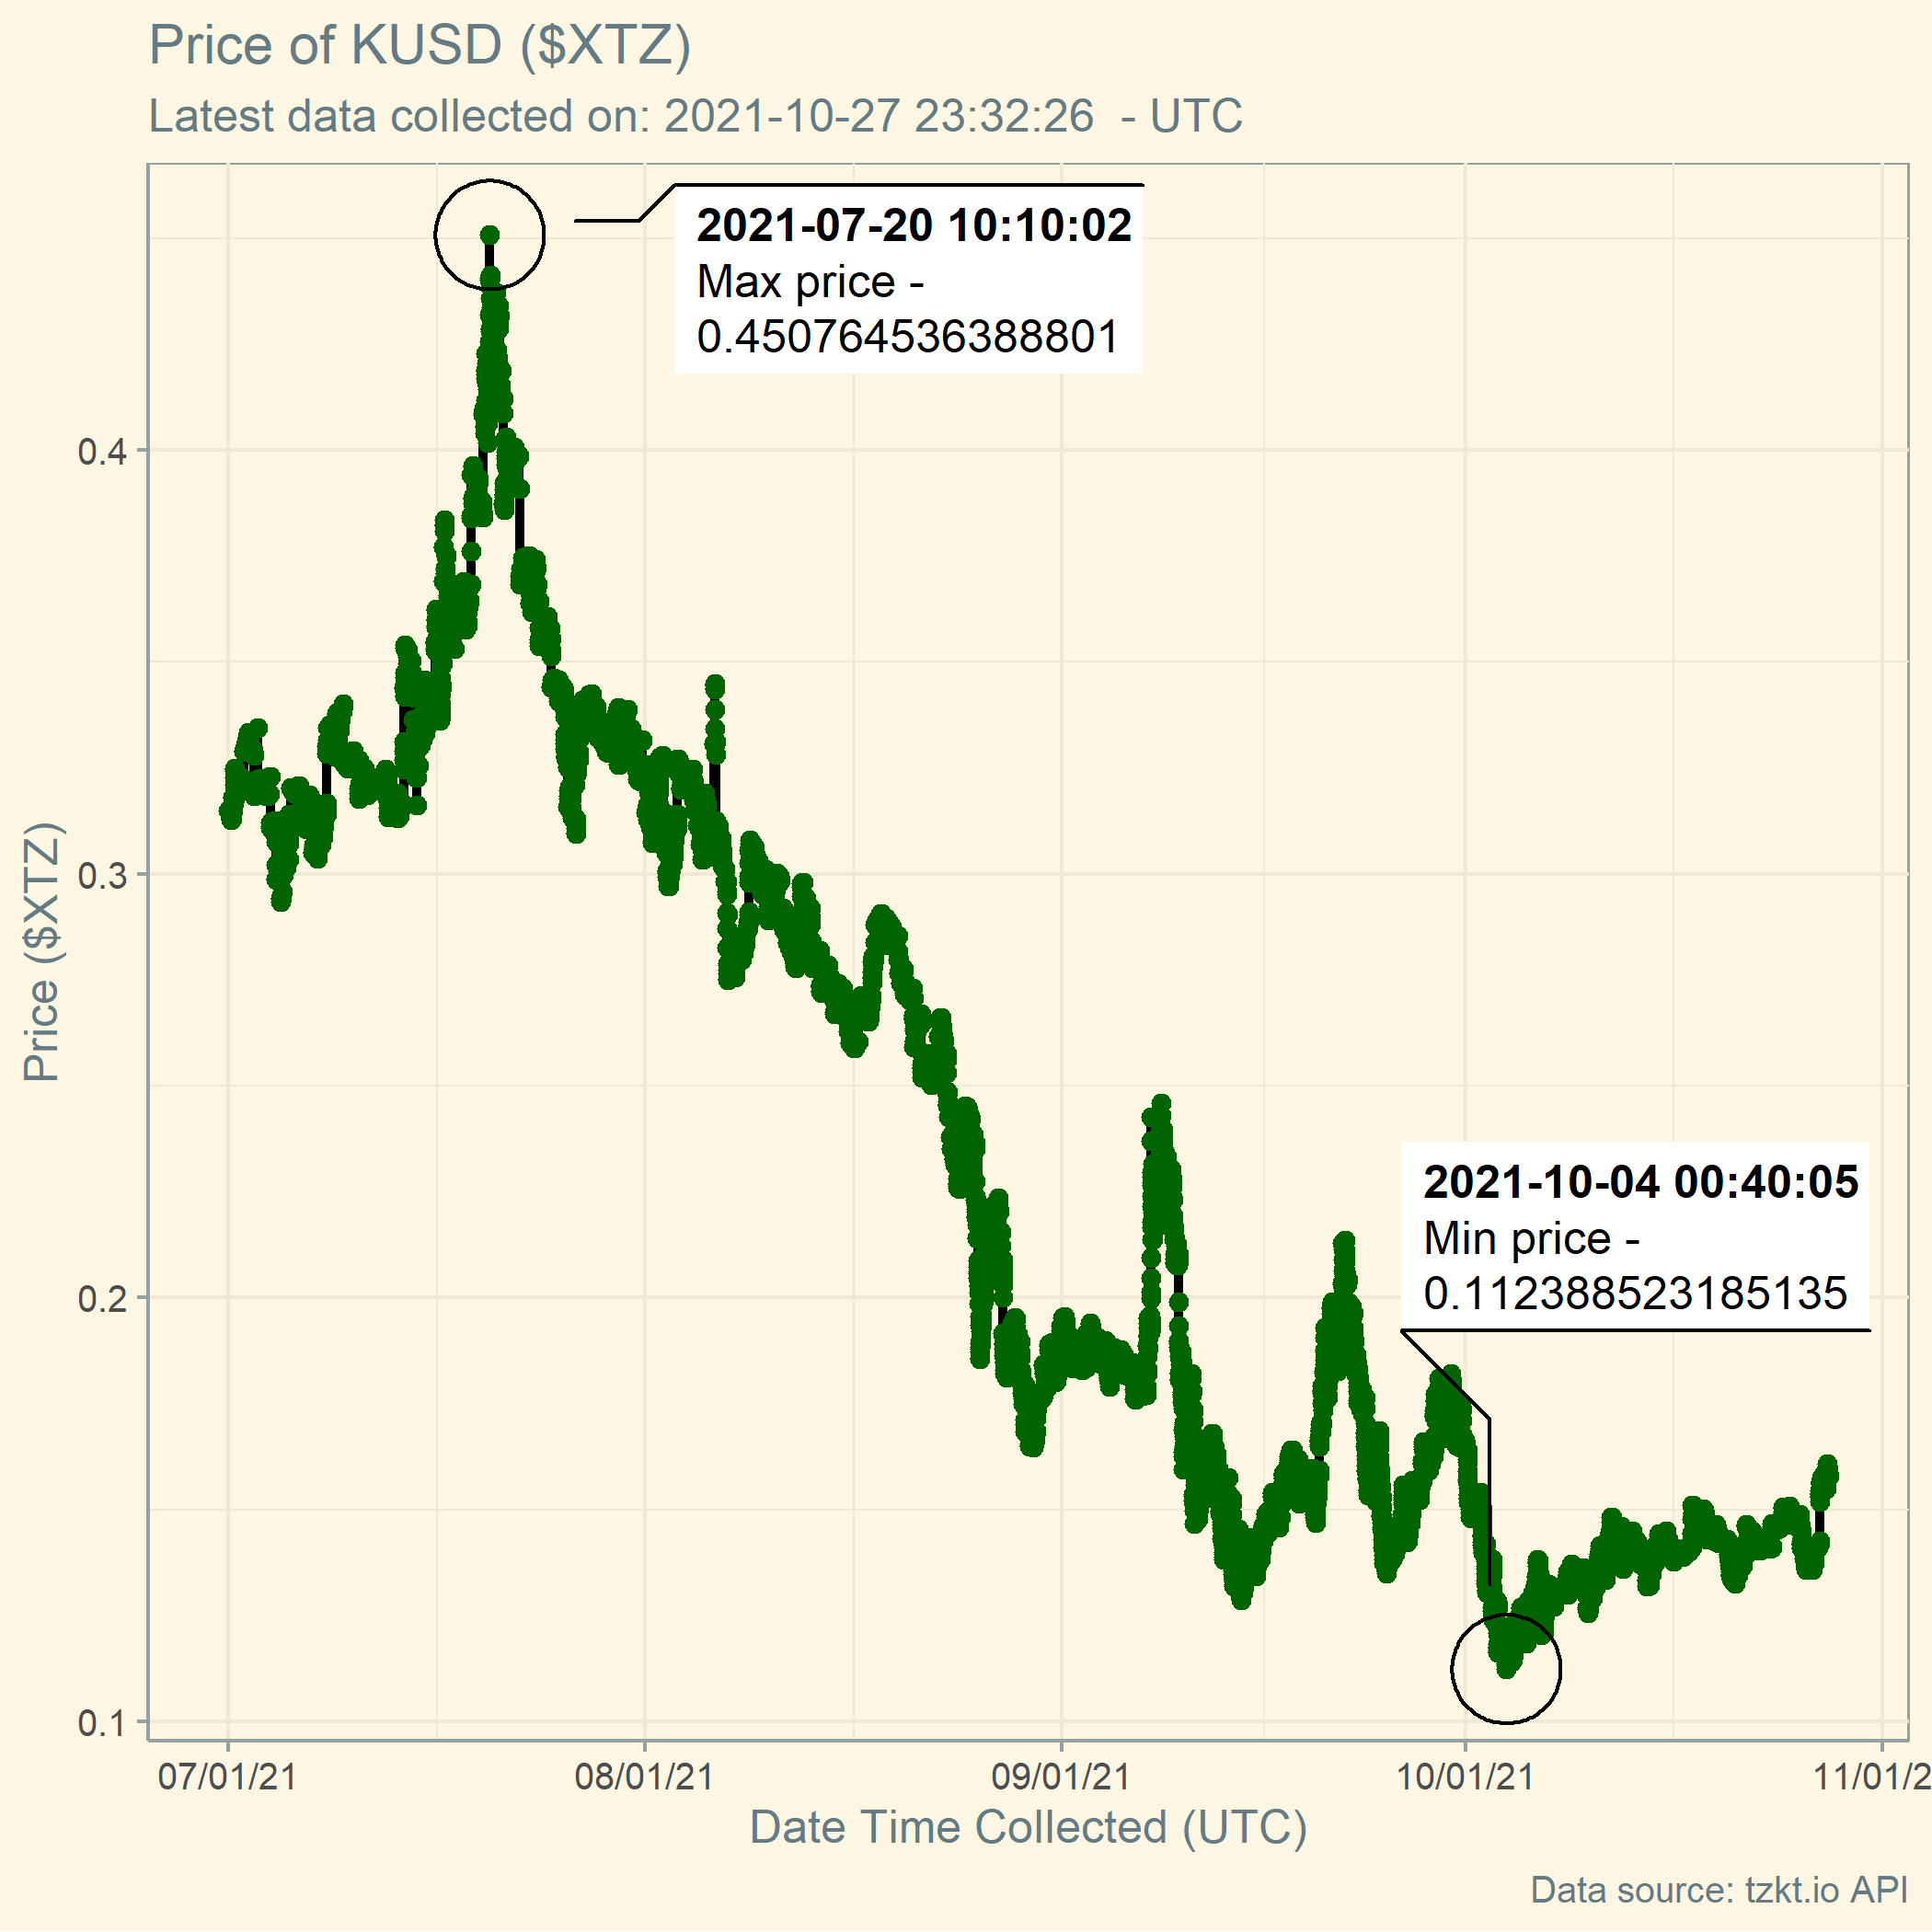 Price of KUSD ($XTZ)
Latest data collected on: 2021-10-27 23:32:26  - UTC
2021-07-20 10:10:02
Max price -
0.450764536388801
0.4
0.3
2021-10-04 00:40:05
Min price -
0.112388523185135
0.2
0.1
Price ($XTZ)
07/01/21
08/01/21
09/01/21
10/01/21
11/01/2
Date Time Collected (UTC)
Data source: tzkt.io API